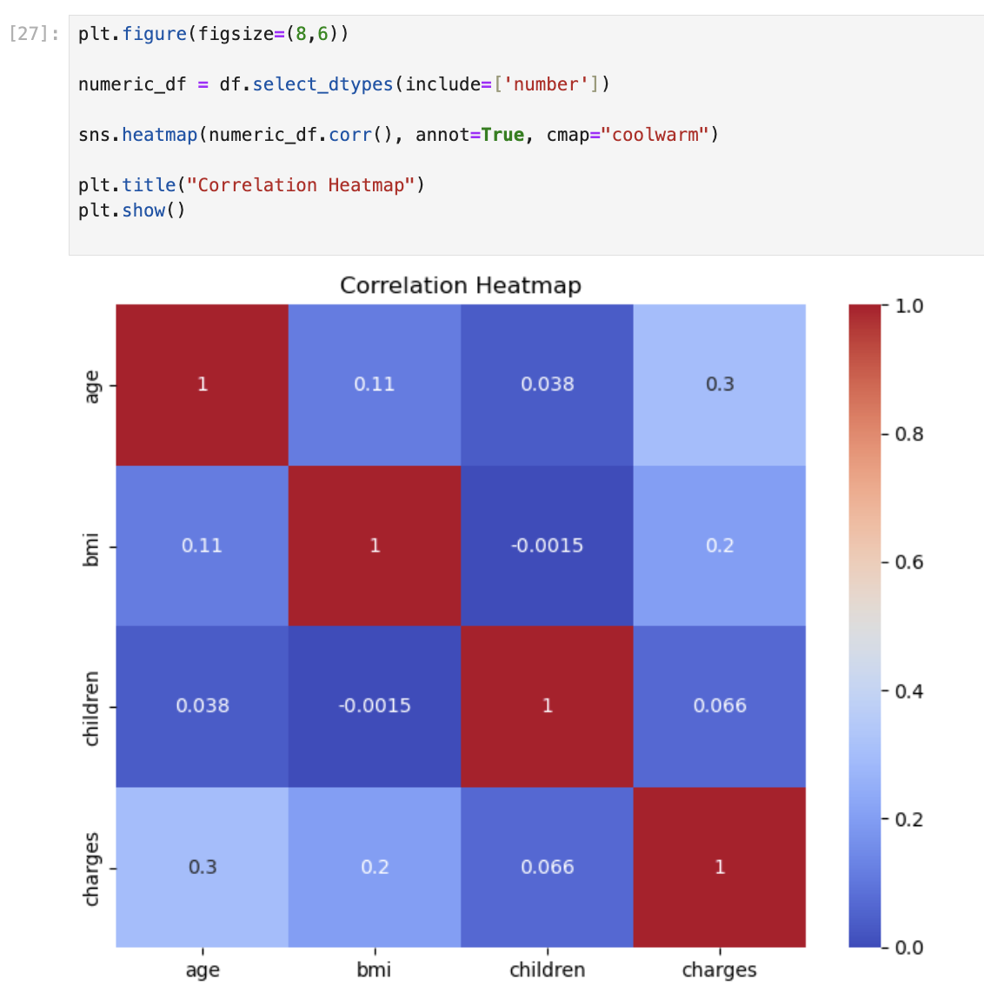 [27]: plt.figure(figsize=(8,6))
numeric_df = df.select_dtypes(include=['number'])
sns.heatmap(numeric_df.corr(), annot=True, cmap="coolwarm")
plt.title("Correlation Heatmap")
plt.show()
Correlation Heatmap
age 1 0.11 0.038 0.3
bmi 0.11 1 -0.0015 0.2
children 0.038 -0.0015 1 0.066
charges 0.3 0.2 0.066 1
age bmi children charges
1.0
0.8
0.6
0.4
0.2
0.0